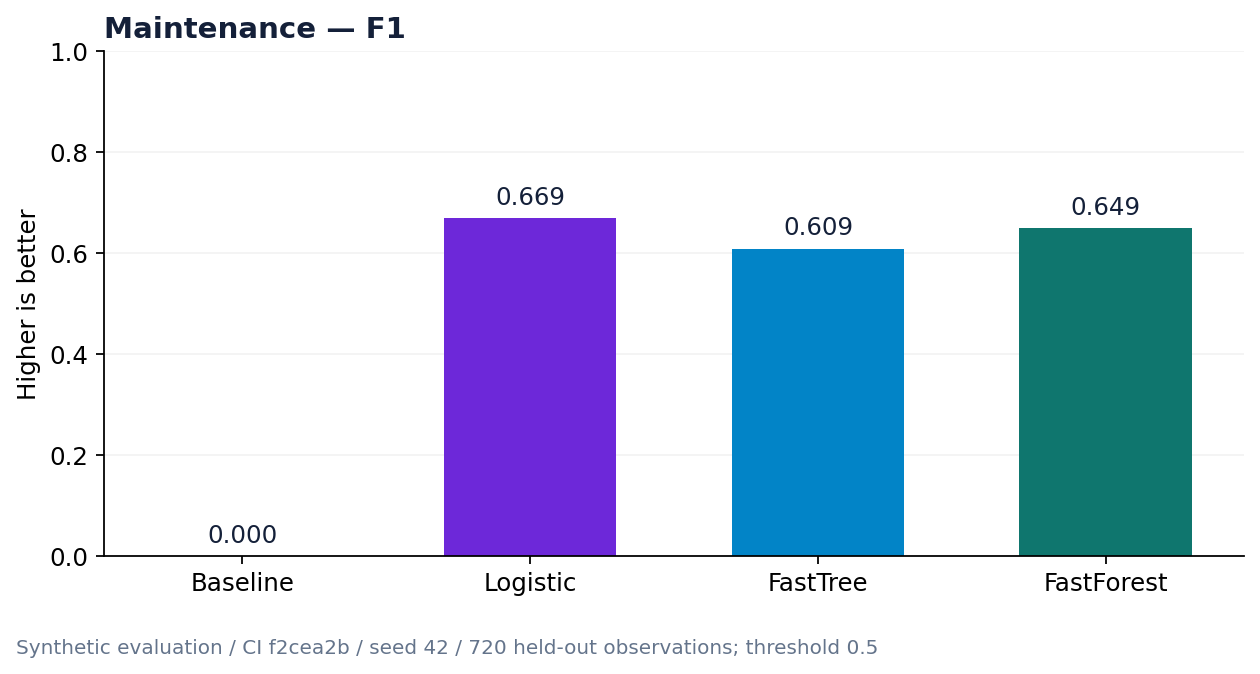 Maintenance — F1
Higher is better
1.0
0.8
0.6
0.4
0.2
0.0
0.000
0.669
0.609
0.649
Baseline
Logistic
FastTree
FastForest
Synthetic evaluation / CI f2cea2b / seed 42 / 720 held-out observations; threshold 0.5